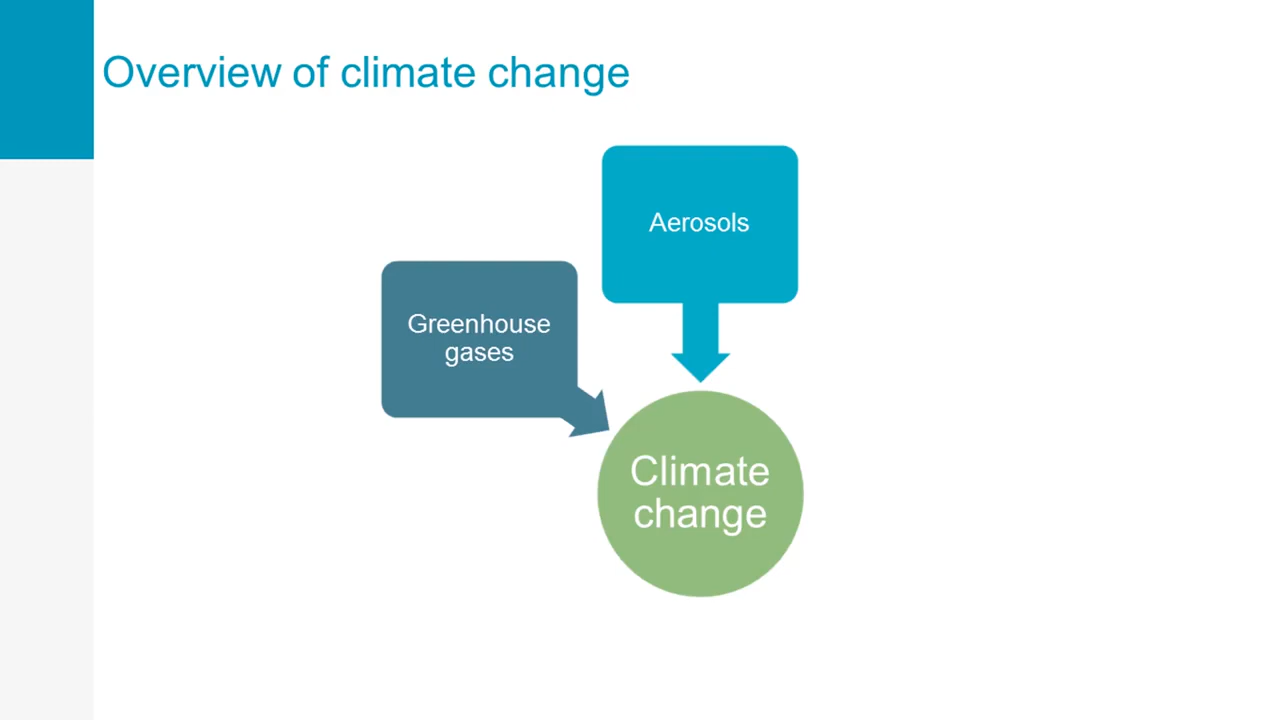 Overview of climate change
Aerosols
Greenhouse
gases
Climate
change